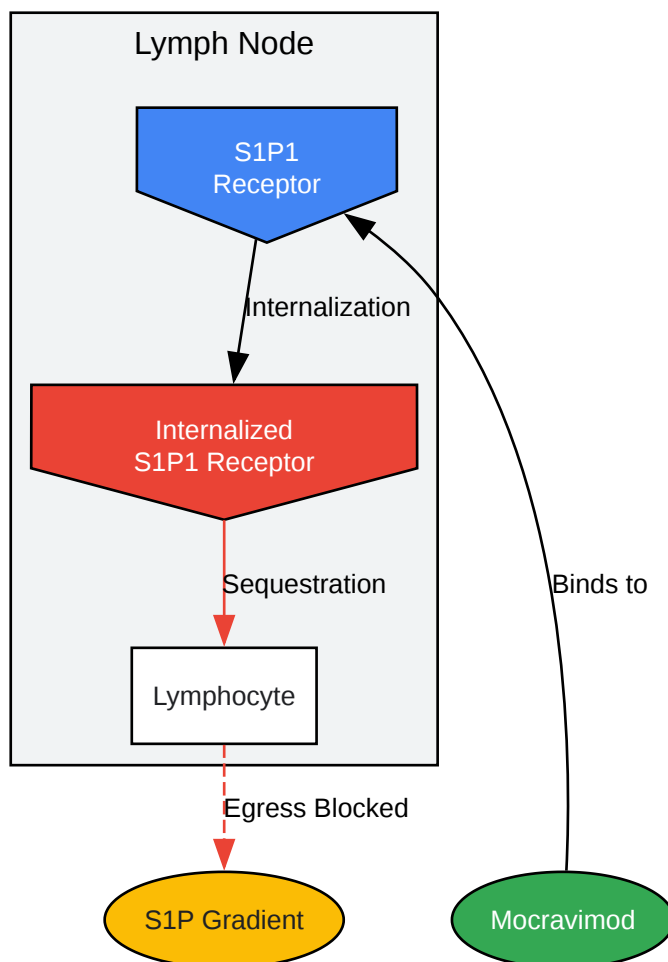 Lymph Node
S1P1
Receptor
Internalization
Internalized
S1P1 Receptor
Sequestration
Binds to
Lymphocyte
Egress Blocked
S1P Gradient
Mocravimod